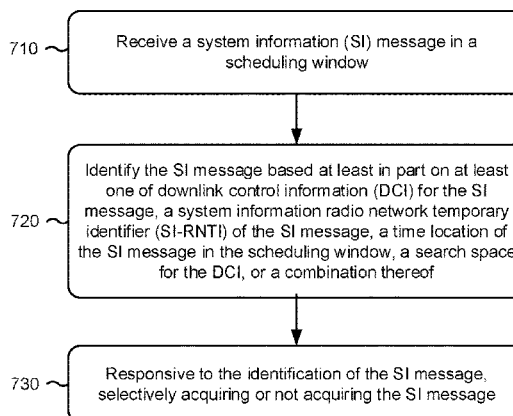 710
Receive a system information (SI) message in a
scheduling window
Identify the SI message based at least in part on at least
one of downlink control information (DCI) for the SI
message, a system information radio network temporary
720
identifier (SI-RNTI) of the SI message, a time location of
the SI message in the scheduling window, a search space
for the DCI, or a combination thereof
730
Responsive to the identification of the SI message,
selectively acquiring or not acquiring the SI message